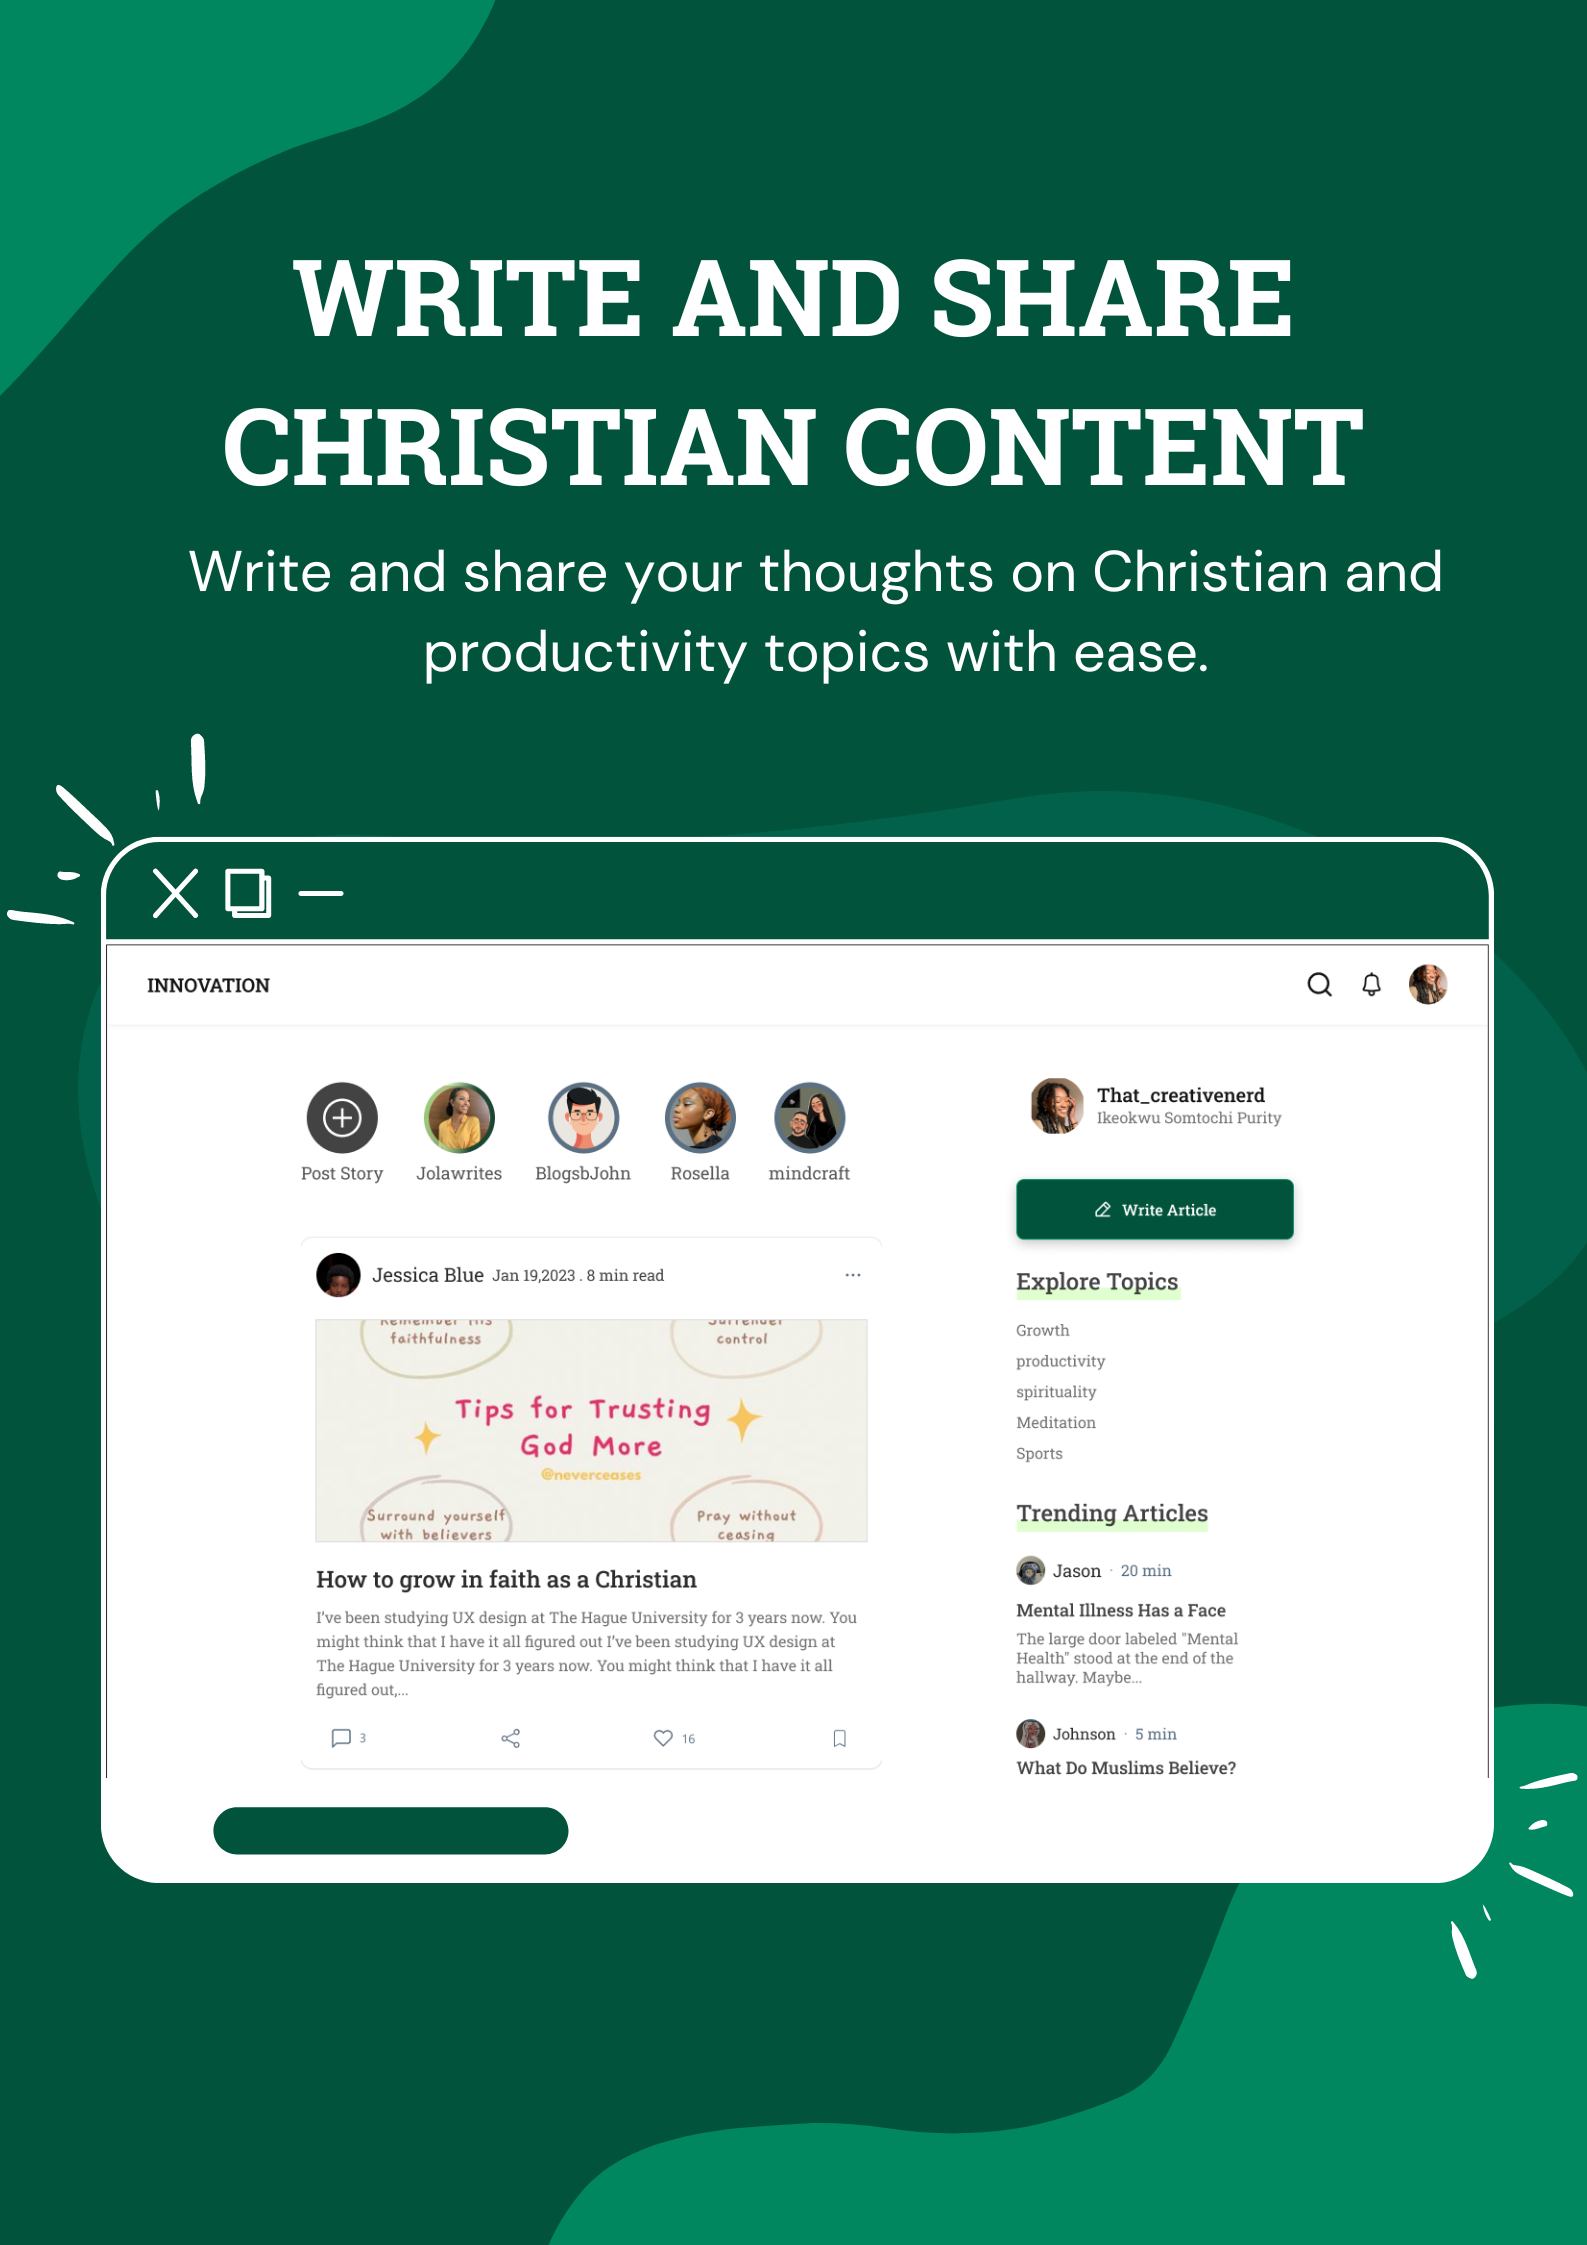 WRITE AND SHARE
CHRISTIAN CONTENT
Write and share your thoughts on Christian and
productivity topics with ease.
INNOVATION
Post Story
Jolawrites
BlogsbJohn
Rosella
mindcraft
Jessica Blue Jan 19,2023 . 8 min read
Remember His
faithfulness
Surrender
control
Tips for Trusting
God More
@neverceases
Surround yourself
with believers
Pray without
ceasing
How to grow in faith as a Christian
I've been studying UX design at The Hague University for 3 years now. You
might think that I have it all figured out I've been studying UX design at
The Hague University for 3 years now. You might think that I have it all
figured out,...
3
16
That_creativenerd
Ikeokwu Somtochi Purity
Write Article
Explore Topics
Growth
productivity
spirituality
Meditation
Sports
Trending Articles
Jason · 20 min
Mental Illness Has a Face
The large door labeled "Mental
Health" stood at the end of the
hallway. Maybe...
Johnson · 5 min
What Do Muslims Believe?